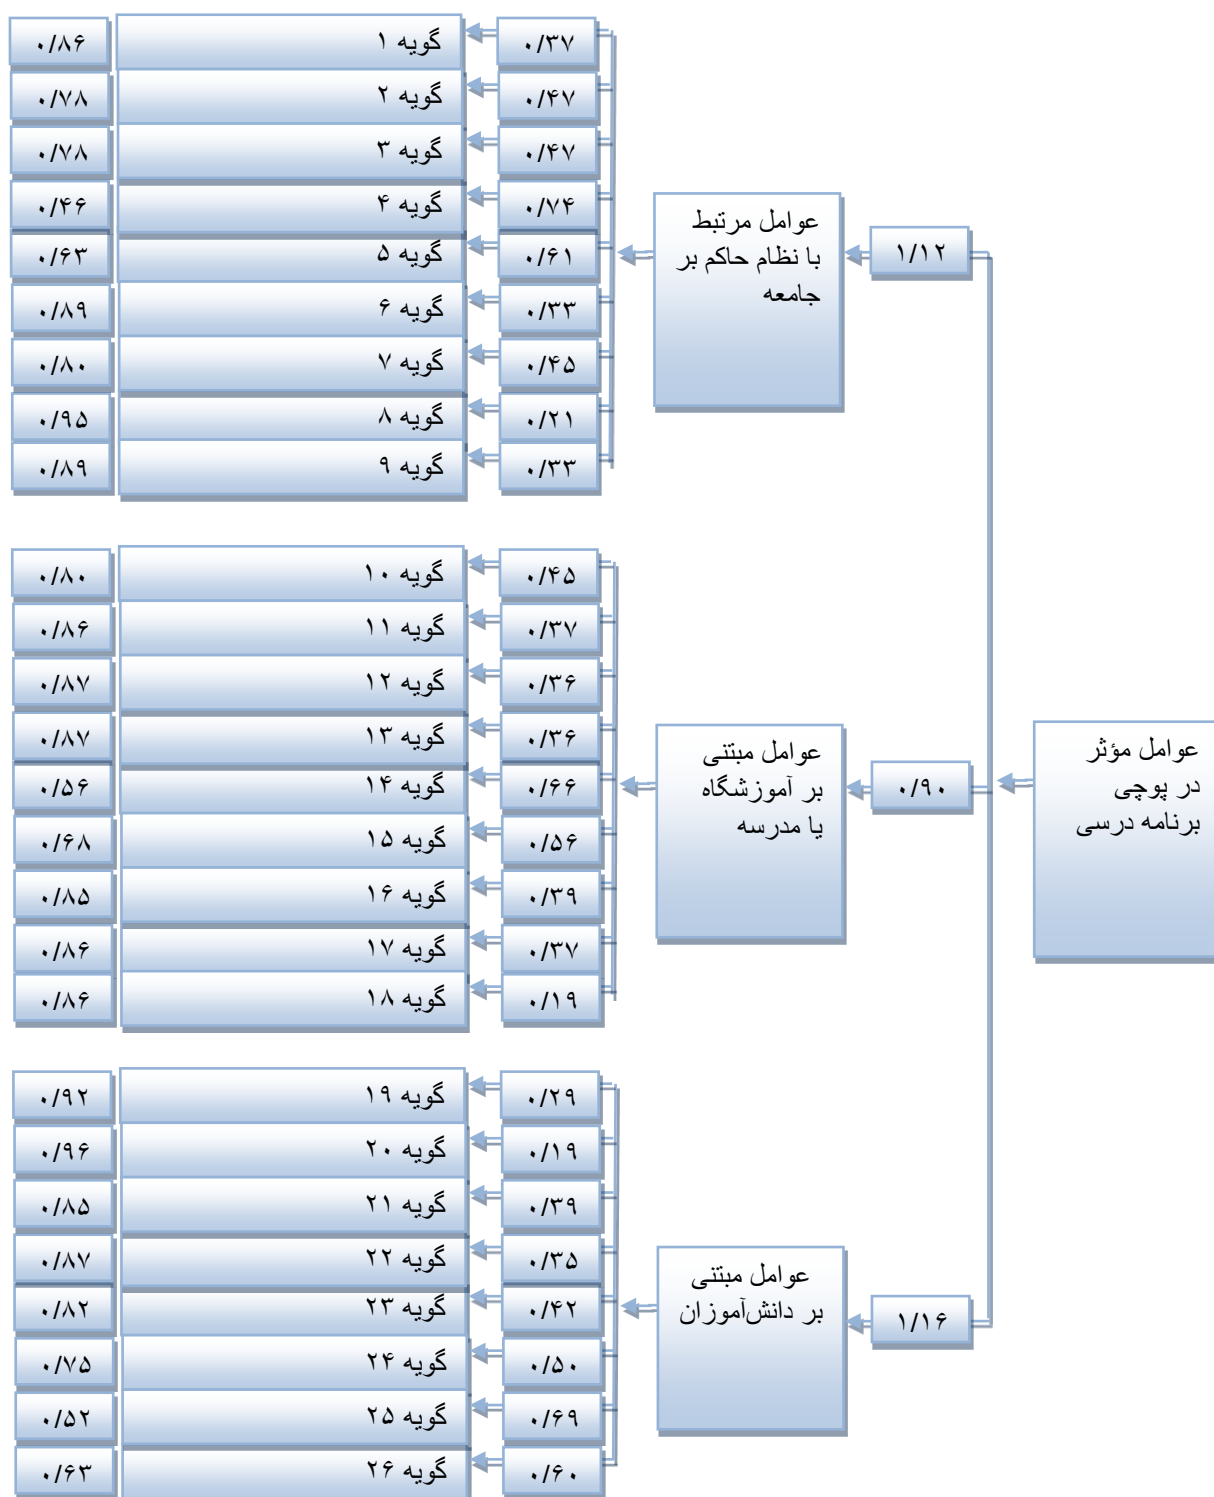 عوامل مؤثر
در پوچی
برنامه درسی
۱/۱۲
عوامل مرتبط
با نظام حاکم بر
جامعه
۰/۳۷ گویه ۱ ۰/۸۶
۰/۴۷ گویه ۲ ۰/۷۸
۰/۴۷ گویه ۳ ۰/۷۸
۰/۷۴ گویه ۴ ۰/۴۶
۰/۶۱ گویه ۵ ۰/۶۳
۰/۳۳ گویه ۶ ۰/۸۹
۰/۴۵ گویه ۷ ۰/۸۰
۰/۲۱ گویه ۸ ۰/۹۵
۰/۳۳ گویه ۹ ۰/۸۹
۰/۹۰
عوامل مبتنی
بر آموزشگاه
یا مدرسه
۰/۴۵ گویه ۱۰ ۰/۸۰
۰/۳۷ گویه ۱۱ ۰/۸۶
۰/۳۶ گویه ۱۲ ۰/۸۷
۰/۳۶ گویه ۱۳ ۰/۸۷
۰/۶۶ گویه ۱۴ ۰/۵۶
۰/۵۶ گویه ۱۵ ۰/۶۸
۰/۳۹ گویه ۱۶ ۰/۸۵
۰/۳۷ گویه ۱۷ ۰/۸۶
۰/۱۹ گویه ۱۸ ۰/۸۶
۱/۱۶
عوامل مبتنی
بر دانش‌آموزان
۰/۲۹ گویه ۱۹ ۰/۹۲
۰/۱۹ گویه ۲۰ ۰/۹۶
۰/۳۹ گویه ۲۱ ۰/۸۵
۰/۳۵ گویه ۲۲ ۰/۸۷
۰/۴۲ گویه ۲۳ ۰/۸۲
۰/۵۰ گویه ۲۴ ۰/۷۵
۰/۶۹ گویه ۲۵ ۰/۵۲
۰/۶۰ گویه ۲۶ ۰/۶۳